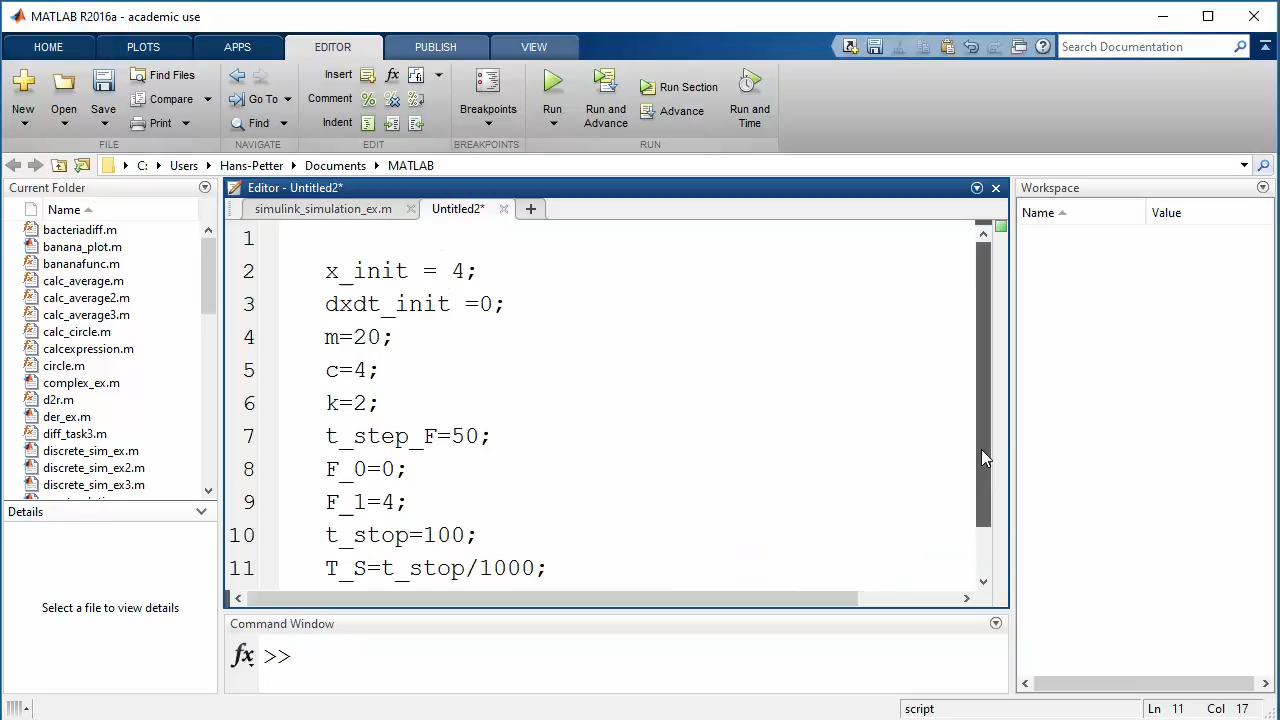 MATLAB R2016a - academic use
HOME PLOTS APPS EDITOR PUBLISH VIEW Search Documentation
New Open Save Find Files Compare Print
Go To Find
Insert fx Comment % Indent
Breakpoints
Run Run and Advance Run Section Advance Run and Time
FILE NAVIGATE EDIT BREAKPOINTS RUN
C: Users Hans-Petter Documents MATLAB
Current Folder
Name
bacteriadiff.m
banana_plot.m
bananafunc.m
calc_average.m
calc_average2.m
calc_average3.m
calc_circle.m
calcexpression.m
circle.m
complex_ex.m
d2r.m
der_ex.m
diff_task3.m
discrete_sim_ex.m
discrete_sim_ex2.m
discrete_sim_ex3.m
Details
Select a file to view details
Editor - Untitled2*
simulink_simulation_ex.m Untitled2* +
1
2 x_init = 4;
3 dxdt_init =0;
4 m=20;
5 c=4;
6 k=2;
7 t_step_F=50;
8 F_0=0;
9 F_1=4;
10 t_stop=100;
11 T_S=t_stop/1000;
Command Window
fx >>
Workspace
Name Value
script Ln 11 Col 17